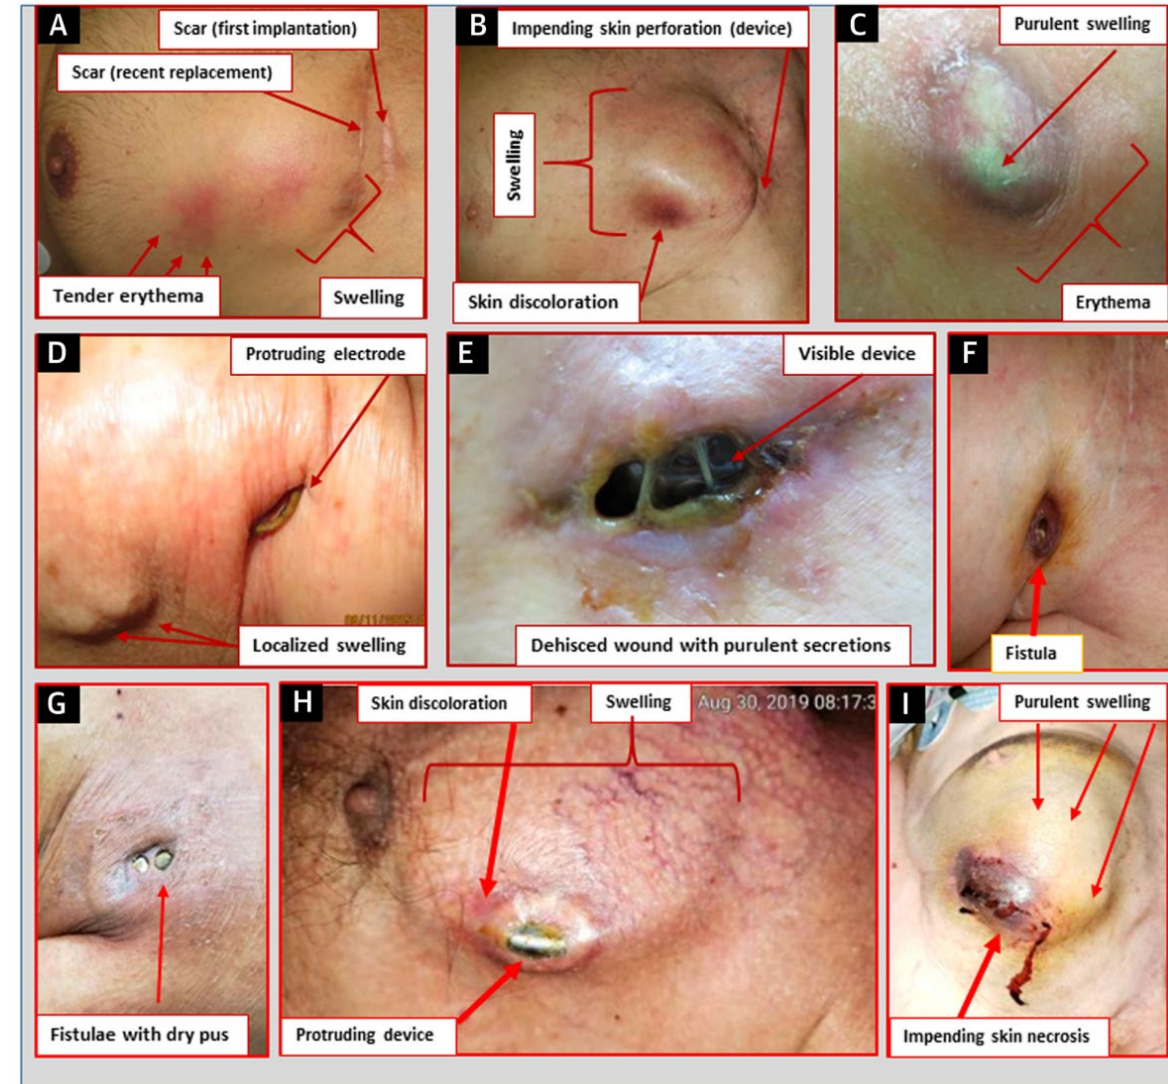 A
Scar (first implantation)
Scar (recent replacement)
Tender erythema
Swelling
B
Impending skin perforation (device)
Swelling
Skin discoloration
C
Purulent swelling
Erythema
D
Protruding electrode
Localized swelling
E
Visible device
Dehisced wound with purulent secretions
F
Fistula
G
Fistulae with dry pus
H
Skin discoloration
Swelling
Aug 30, 2019 08:17:3
Protruding device
I
Purulent swelling
Impending skin necrosis